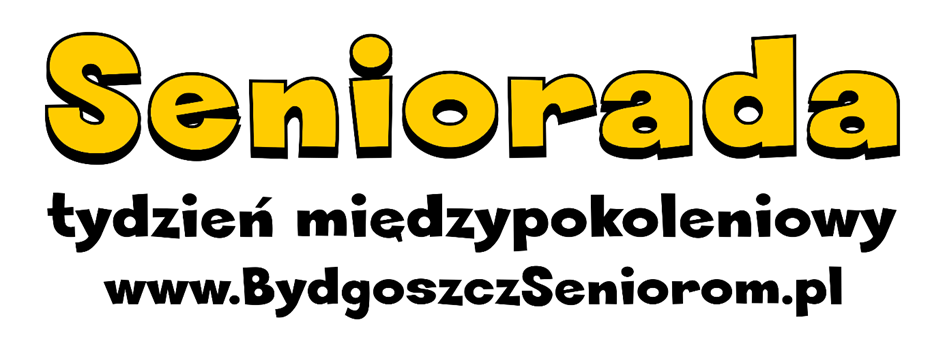 Seniorada
tydzień międzypokoleniowy
www.BydgoszczSeniorom.pl